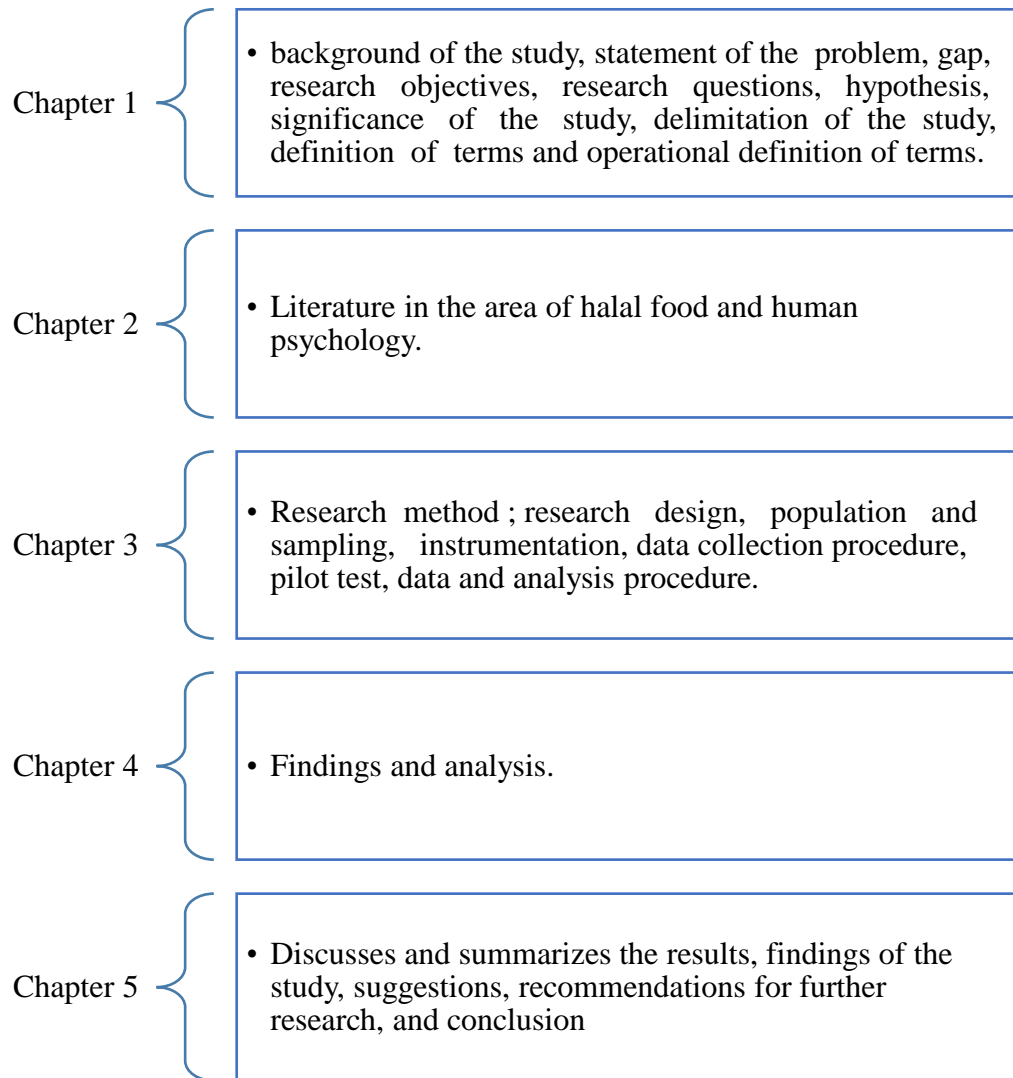 Chapter 1
• background of the study, statement of the problem, gap,
research objectives, research questions, hypothesis,
significance of the study, delimitation of the study,
definition of terms and operational definition of terms.
Chapter 2
• Literature in the area of halal food and human
psychology.
Chapter 3
• Research method ; research design, population and
sampling, instrumentation, data collection procedure,
pilot test, data and analysis procedure.
Chapter 4
• Findings and analysis.
Chapter 5
• Discusses and summarizes the results, findings of the
study, suggestions, recommendations for further
research, and conclusion